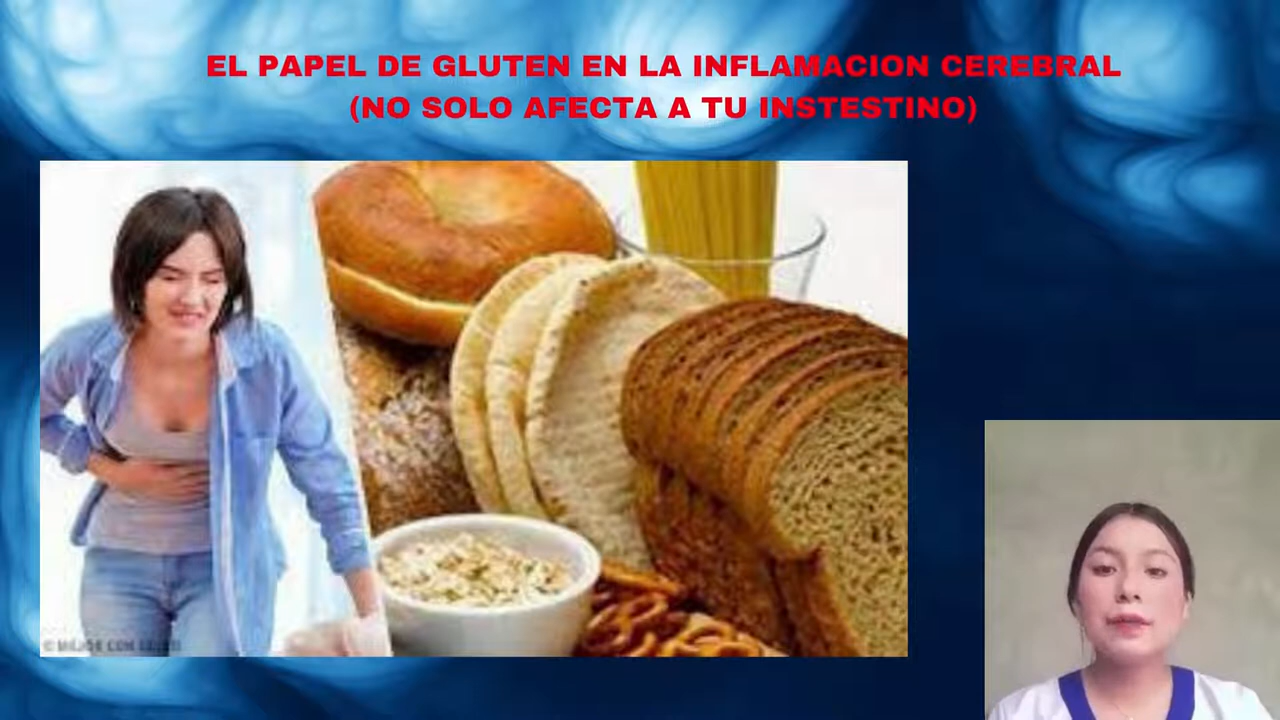 EL PAPEL DE GLUTEN EN LA INFLAMACION CEREBRAL
(NO SOLO AFECTA A TU INSTESTINO)